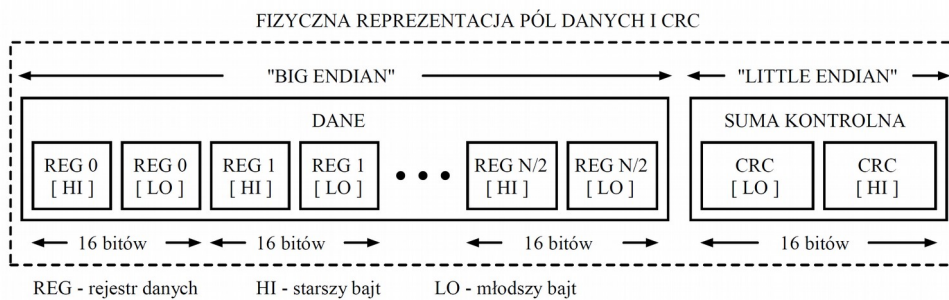 FIZYCZNA REPREZENTACJA PÓL DANYCH I CRC
"BIG ENDIAN" "LITTLE ENDIAN"
DANE SUMA KONTROLNA
REG 0 REG 0 REG 1 REG 1 REG N/2 REG N/2 CRC CRC
[ HI ] [ LO ] [ HI ] [ LO ] [ HI ] [ LO ] [ LO ] [ HI ]
16 bitów 16 bitów 16 bitów 16 bitów
REG - rejestr danych HI - starszy bajt LO - młodszy bajt